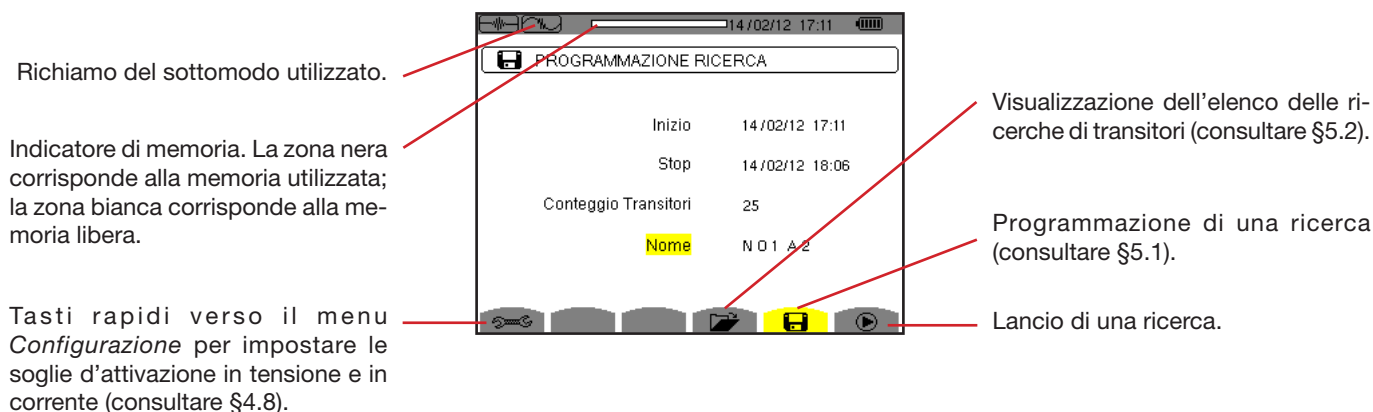 Richiamo del sottomodo utilizzato.
Indicatore di memoria. La zona nera
corrisponde alla memoria utilizzata;
la zona bianca corrisponde alla me-
moria libera.
Tasti rapidi verso il menu
Configurazione per impostare le
soglie d'attivazione in tensione e in
corrente (consultare §4.8).
14/02/12 17:11
PROGRAMMAZIONE RICERCA
Inizio 14/02/12 17:11
Stop 14/02/12 18:06
Conteggio Transitori 25
Nome N O 1 A 2
Visualizzazione dell'elenco delle ri-
cerche di transitori (consultare §5.2).
Programmazione di una ricerca
(consultare §5.1).
Lancio di una ricerca.